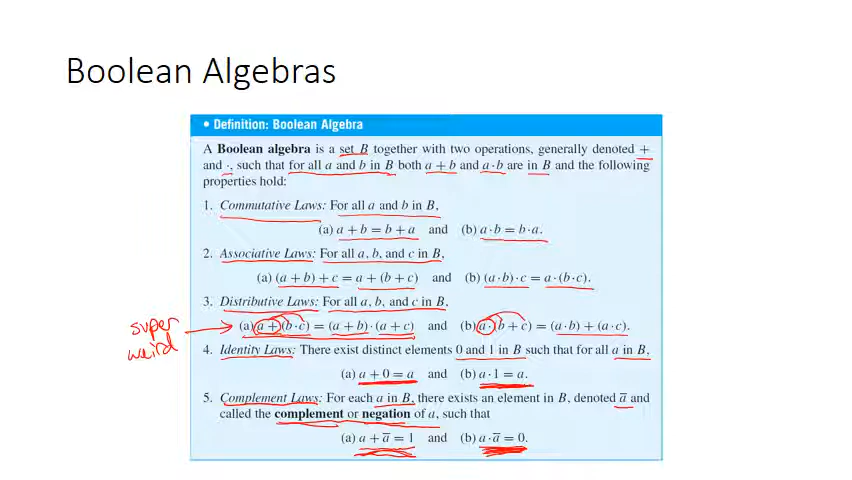 Boolean Algebras
• Definition: Boolean Algebra
A Boolean algebra is a set B together with two operations, generally denoted +
and ·, such that for all a and b in B both a + b and a · b are in B and the following
properties hold:
1. Commutative Laws: For all a and b in B,
(a) a + b = b + a and (b) a · b = b · a.
2. Associative Laws: For all a, b, and c in B,
(a) (a + b) + c = a + (b + c) and (b) (a · b) · c = a · (b · c).
3. Distributive Laws: For all a, b, and c in B,
super
weird
(a) a + (b · c) = (a + b) · (a + c) and (b) a · (b + c) = (a · b) + (a · c).
4. Identity Laws: There exist distinct elements 0 and 1 in B such that for all a in B,
(a) a + 0 = a and (b) a · 1 = a.
5. Complement Laws: For each a in B, there exists an element in B, denoted a̅ and
called the complement or negation of a, such that
(a) a + a̅ = 1 and (b) a · a̅ = 0.